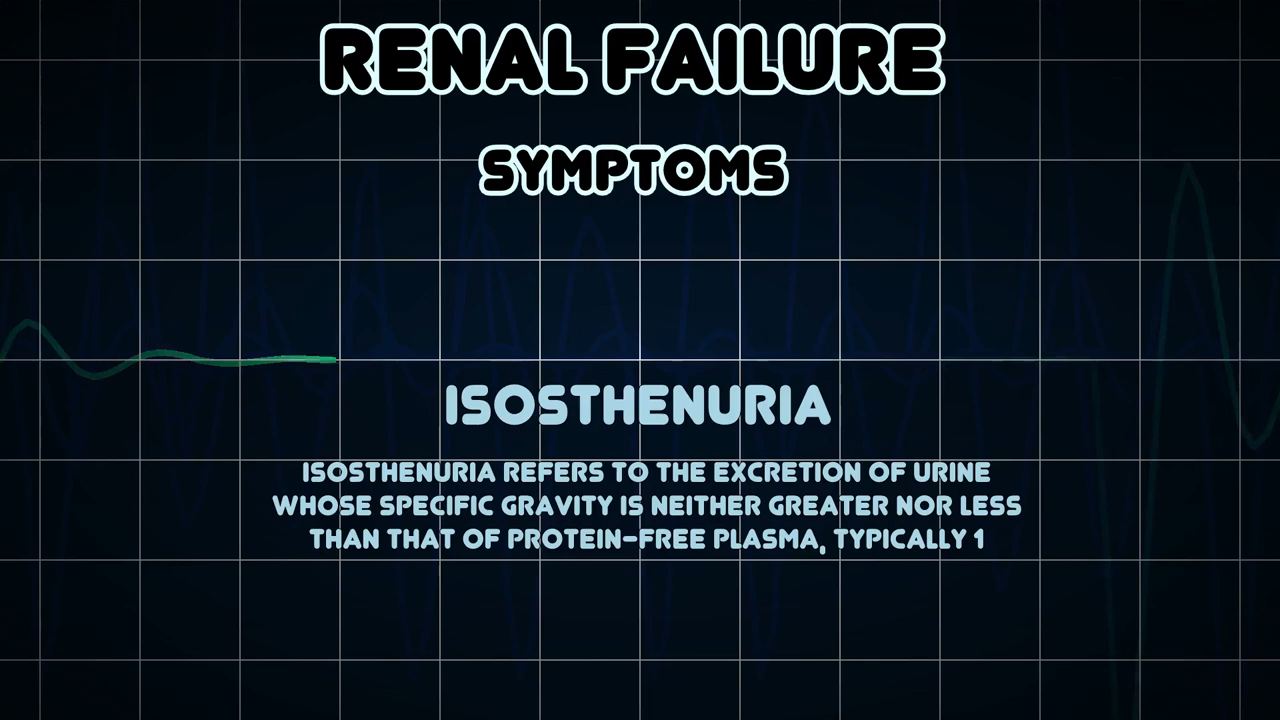 RENAL FAILURE
SYMPTOMS
ISOSTHENURIA
ISOSTHENURIA REFERS TO THE EXCRETION OF URINE
WHOSE SPECIFIC GRAVITY IS NEITHER GREATER NOR LESS
THAN THAT OF PROTEIN-FREE PLASMA, TYPICALLY 1